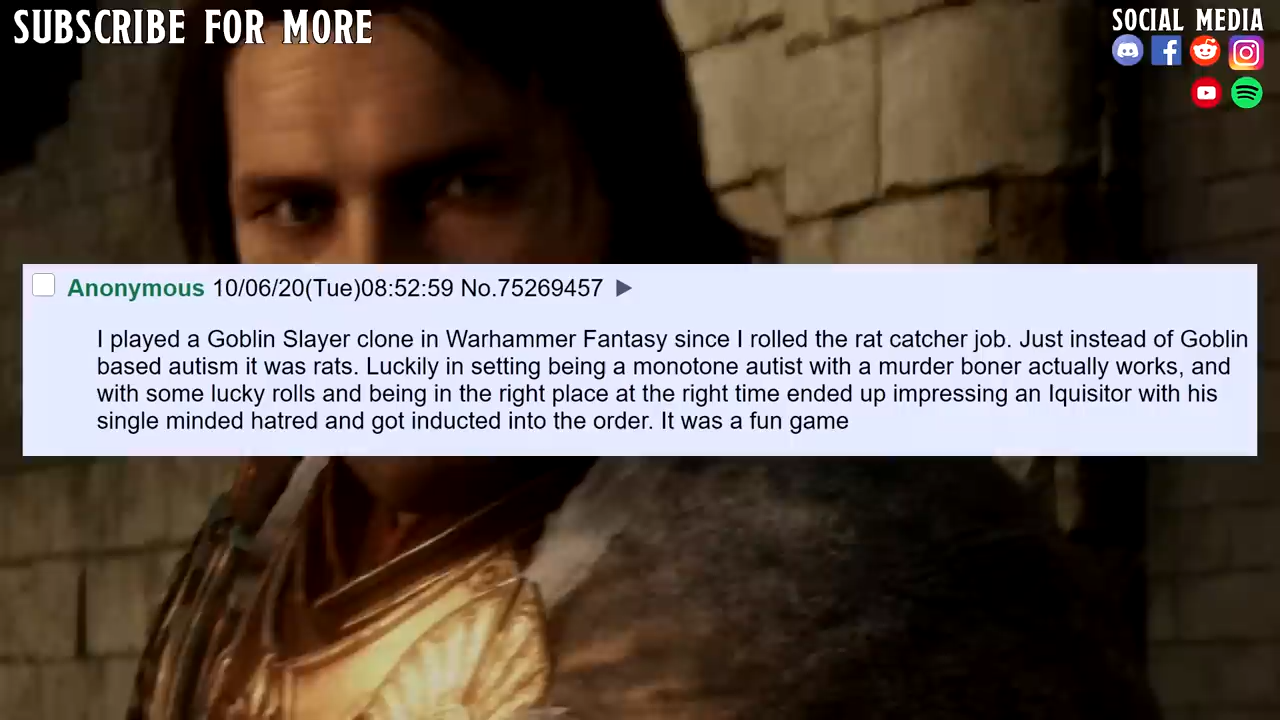 SUBSCRIBE FOR MORE
SOCIAL MEDIA
Anonymous 10/06/20(Tue)08:52:59 No.75269457 ▶
I played a Goblin Slayer clone in Warhammer Fantasy since I rolled the rat catcher job. Just instead of Goblin
based autism it was rats. Luckily in setting being a monotone autist with a murder boner actually works, and
with some lucky rolls and being in the right place at the right time ended up impressing an Iquisitor with his
single minded hatred and got inducted into the order. It was a fun game